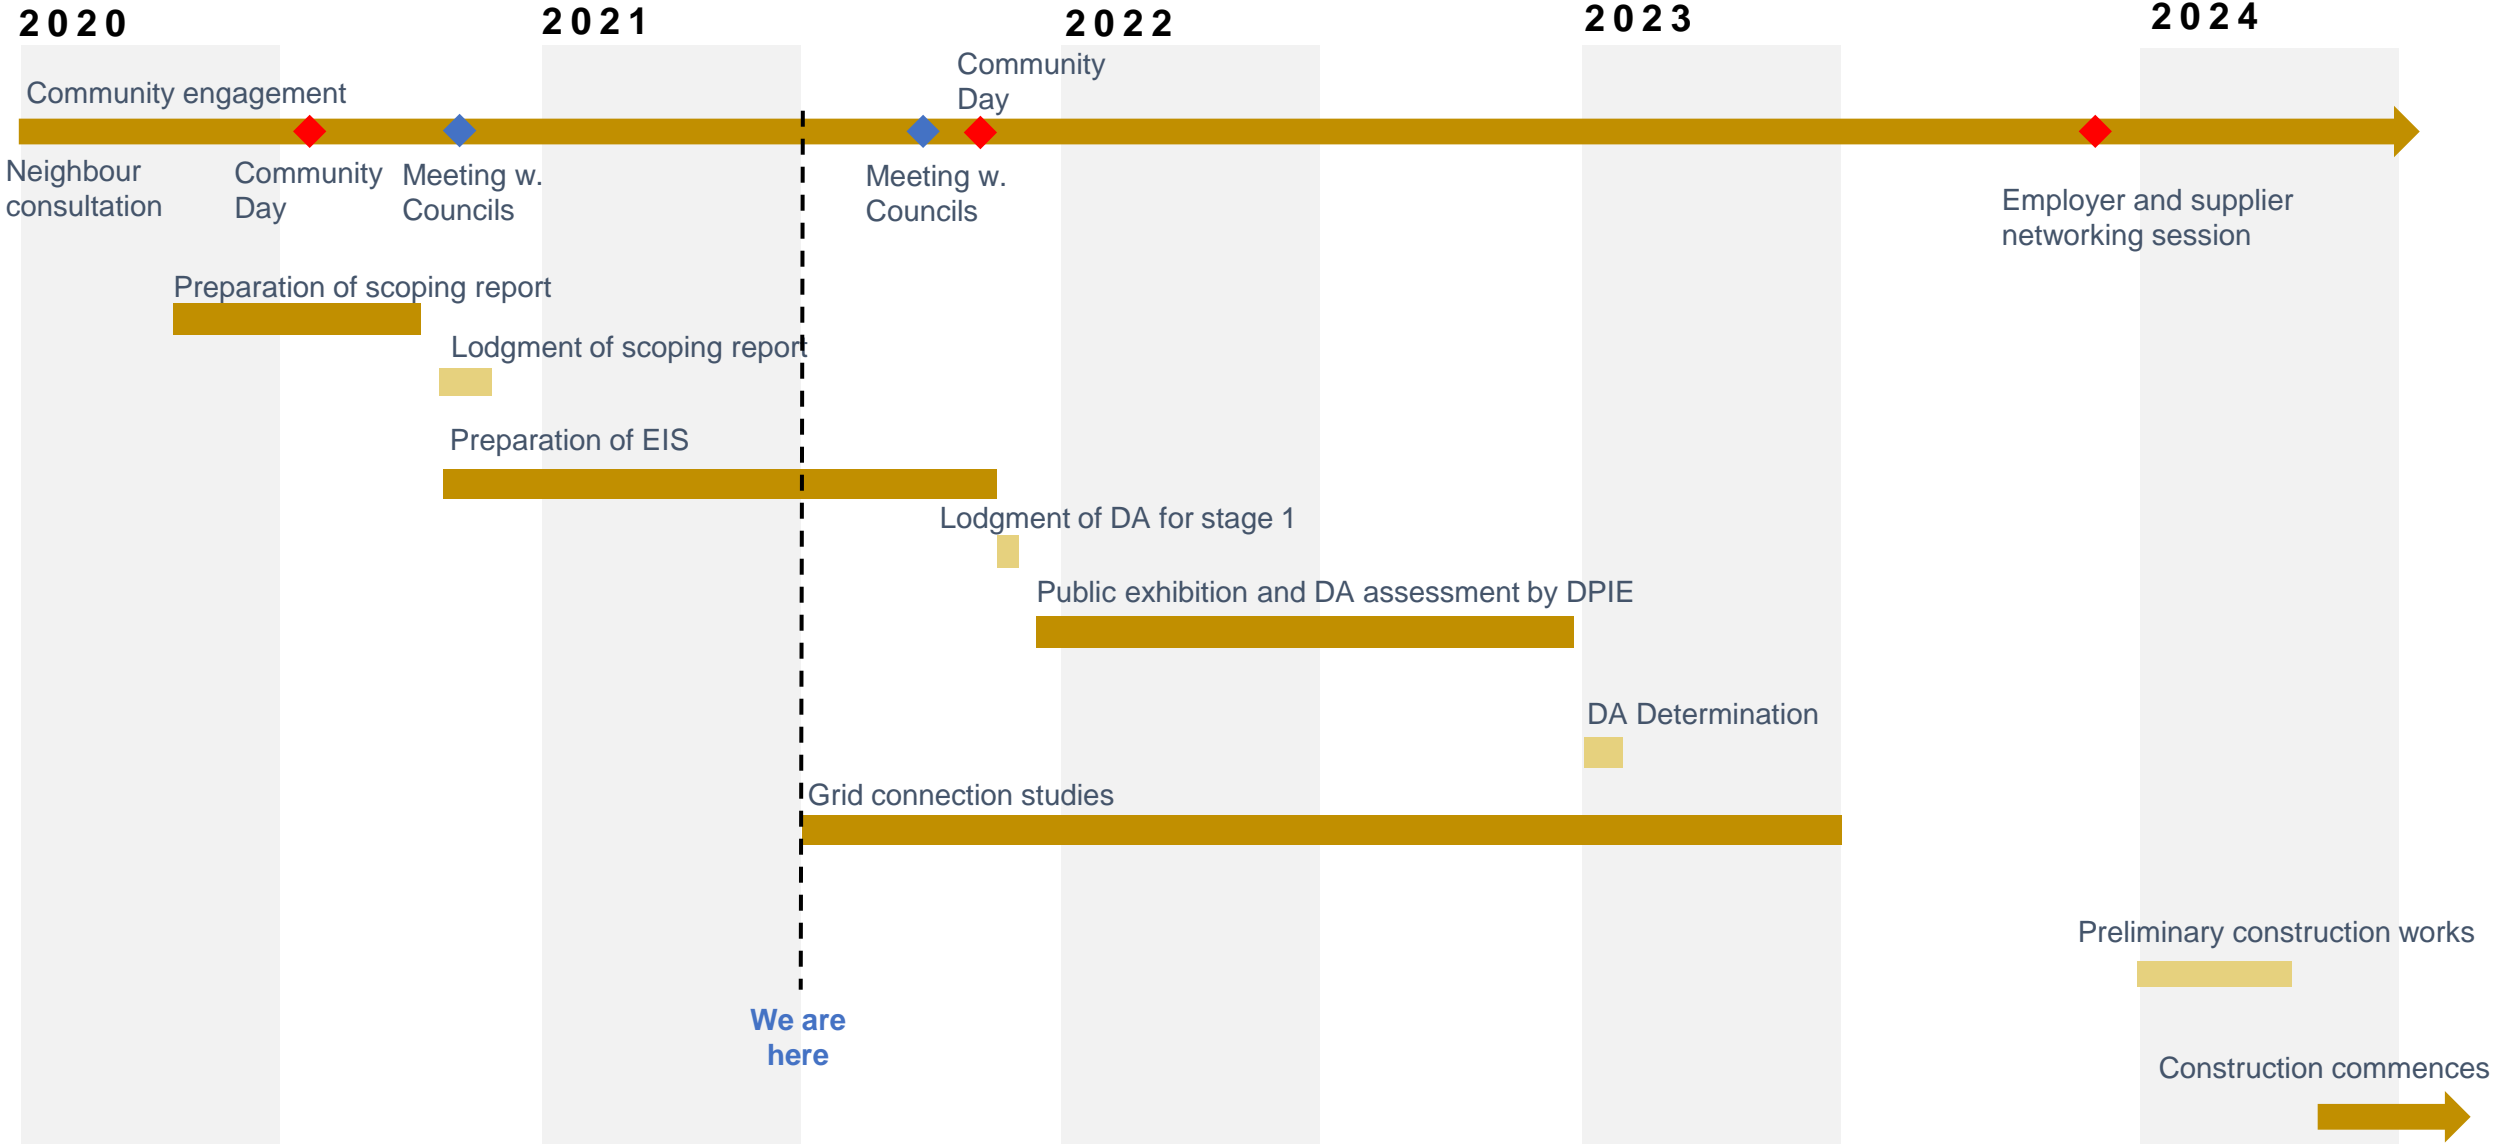 2020
2021
2022
2023
2024
Community engagement
Community
Day
Neighbour
consultation
Community
Day
Meeting w.
Councils
Meeting w.
Councils
Employer and supplier
networking session
Preparation of scoping report
Lodgment of scoping report
Preparation of EIS
Lodgment of DA for stage 1
Public exhibition and DA assessment by DPIE
DA Determination
Grid connection studies
Preliminary construction works
We are
here
Construction commences